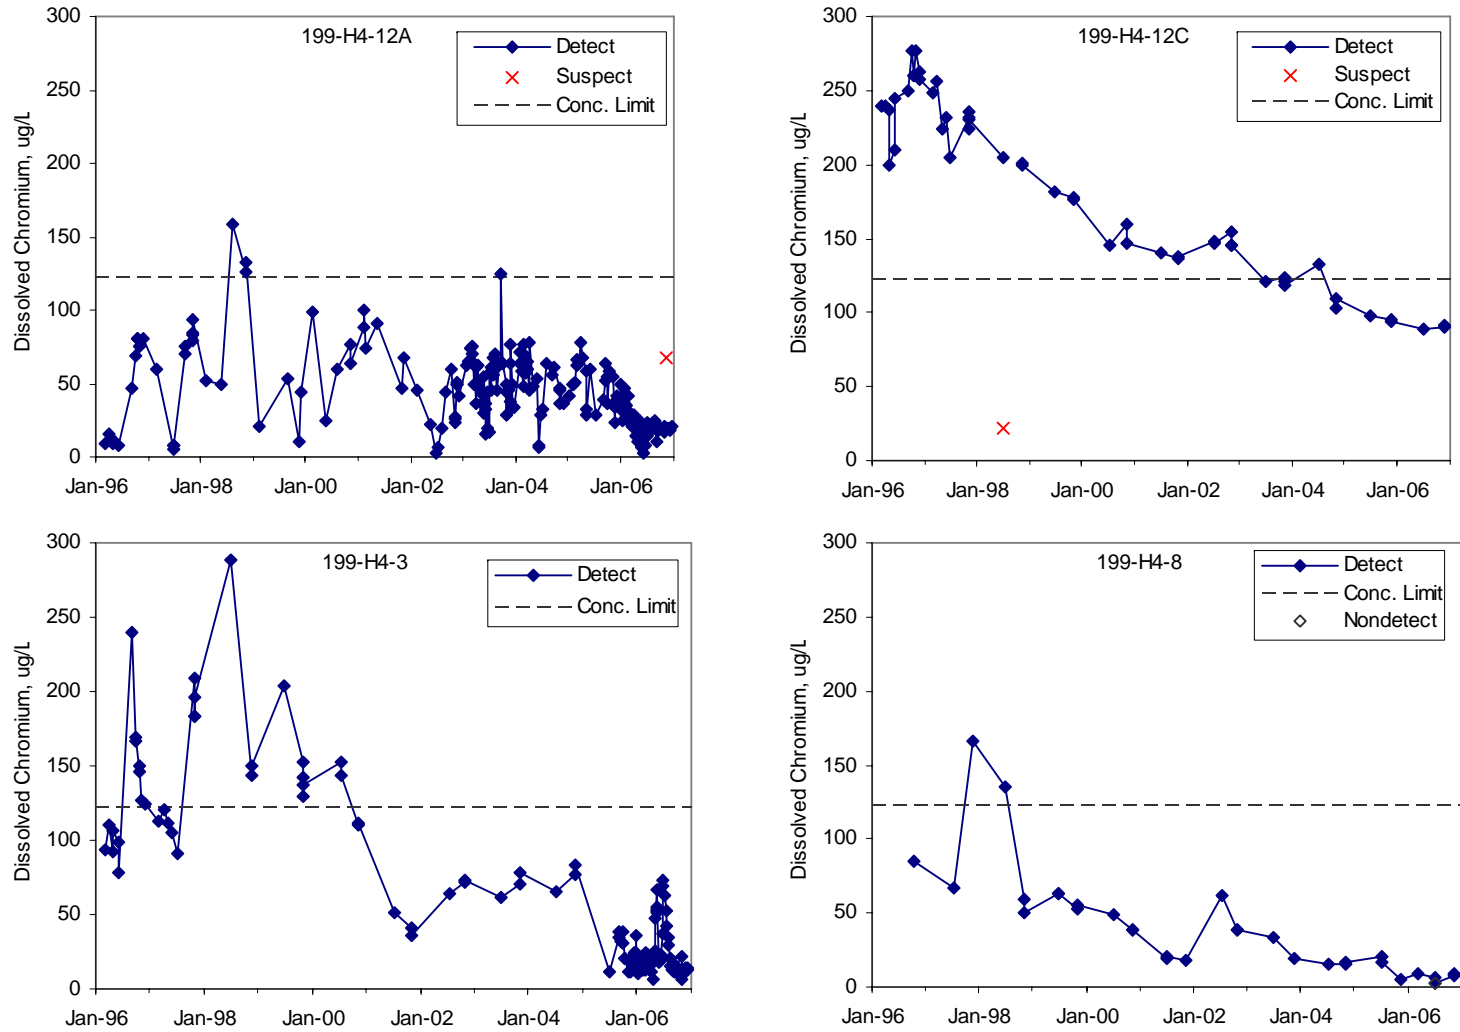 199-H4-12A
Detect
Suspect
Conc. Limit
Dissolved Chromium, ug/L
300
250
200
150
100
50
0
Jan-96 Jan-98 Jan-00 Jan-02 Jan-04 Jan-06
199-H4-12C
Detect
Suspect
Conc. Limit
Dissolved Chromium, ug/L
300
250
200
150
100
50
0
Jan-96 Jan-98 Jan-00 Jan-02 Jan-04 Jan-06
199-H4-3
Detect
Conc. Limit
Dissolved Chromium, ug/L
300
250
200
150
100
50
0
Jan-96 Jan-98 Jan-00 Jan-02 Jan-04 Jan-06
199-H4-8
Detect
Conc. Limit
Nondetect
Dissolved Chromium, ug/L
300
250
200
150
100
50
0
Jan-96 Jan-98 Jan-00 Jan-02 Jan-04 Jan-06